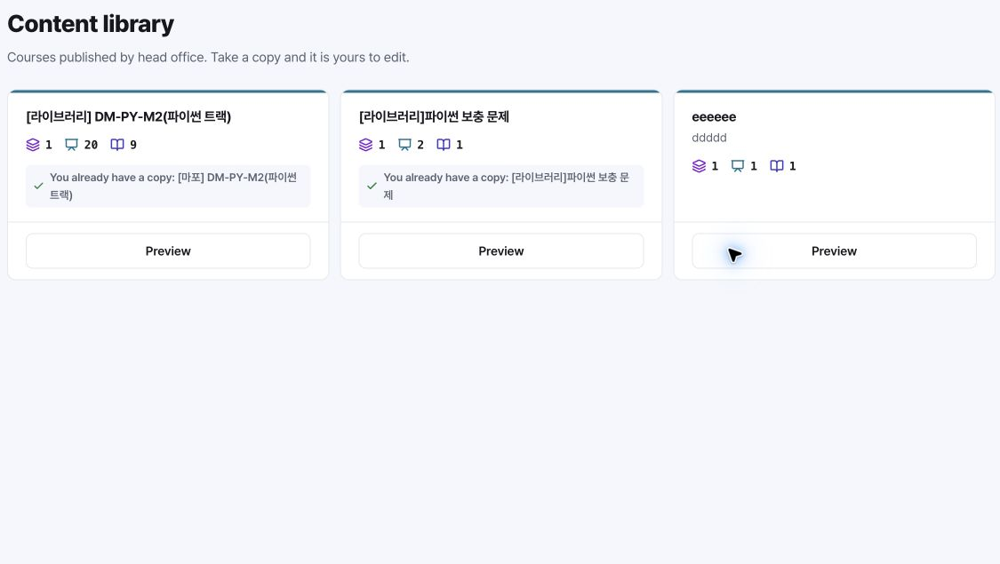 Content library
Courses published by head office. Take a copy and it is yours to edit.
[라이브러리] DM-PY-M2(파이썬 트랙)
1 20 9
You already have a copy: [마포] DM-PY-M2(파이썬
트랙)
Preview
[라이브러리]파이썬 보충 문제
1 2 1
You already have a copy: [라이브러리]파이썬 보충 문
제
Preview
eeeeee
ddddd
1 1 1
Preview